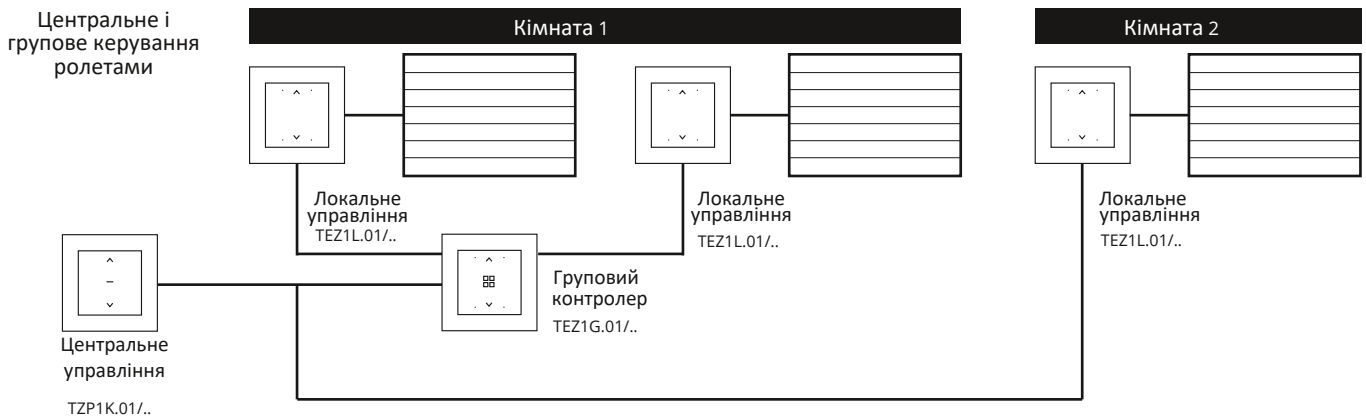 Центральне і
групове керування
ролетами
Кімната 1
Кімната 2
Локальне
управління
TEZ1L.01/..
Локальне
управління
TEZ1L.01/..
Локальне
управління
TEZ1L.01/..
Груповий
контролер
TEZ1G.01/..
Центральне
управління
TZP1K.01/..